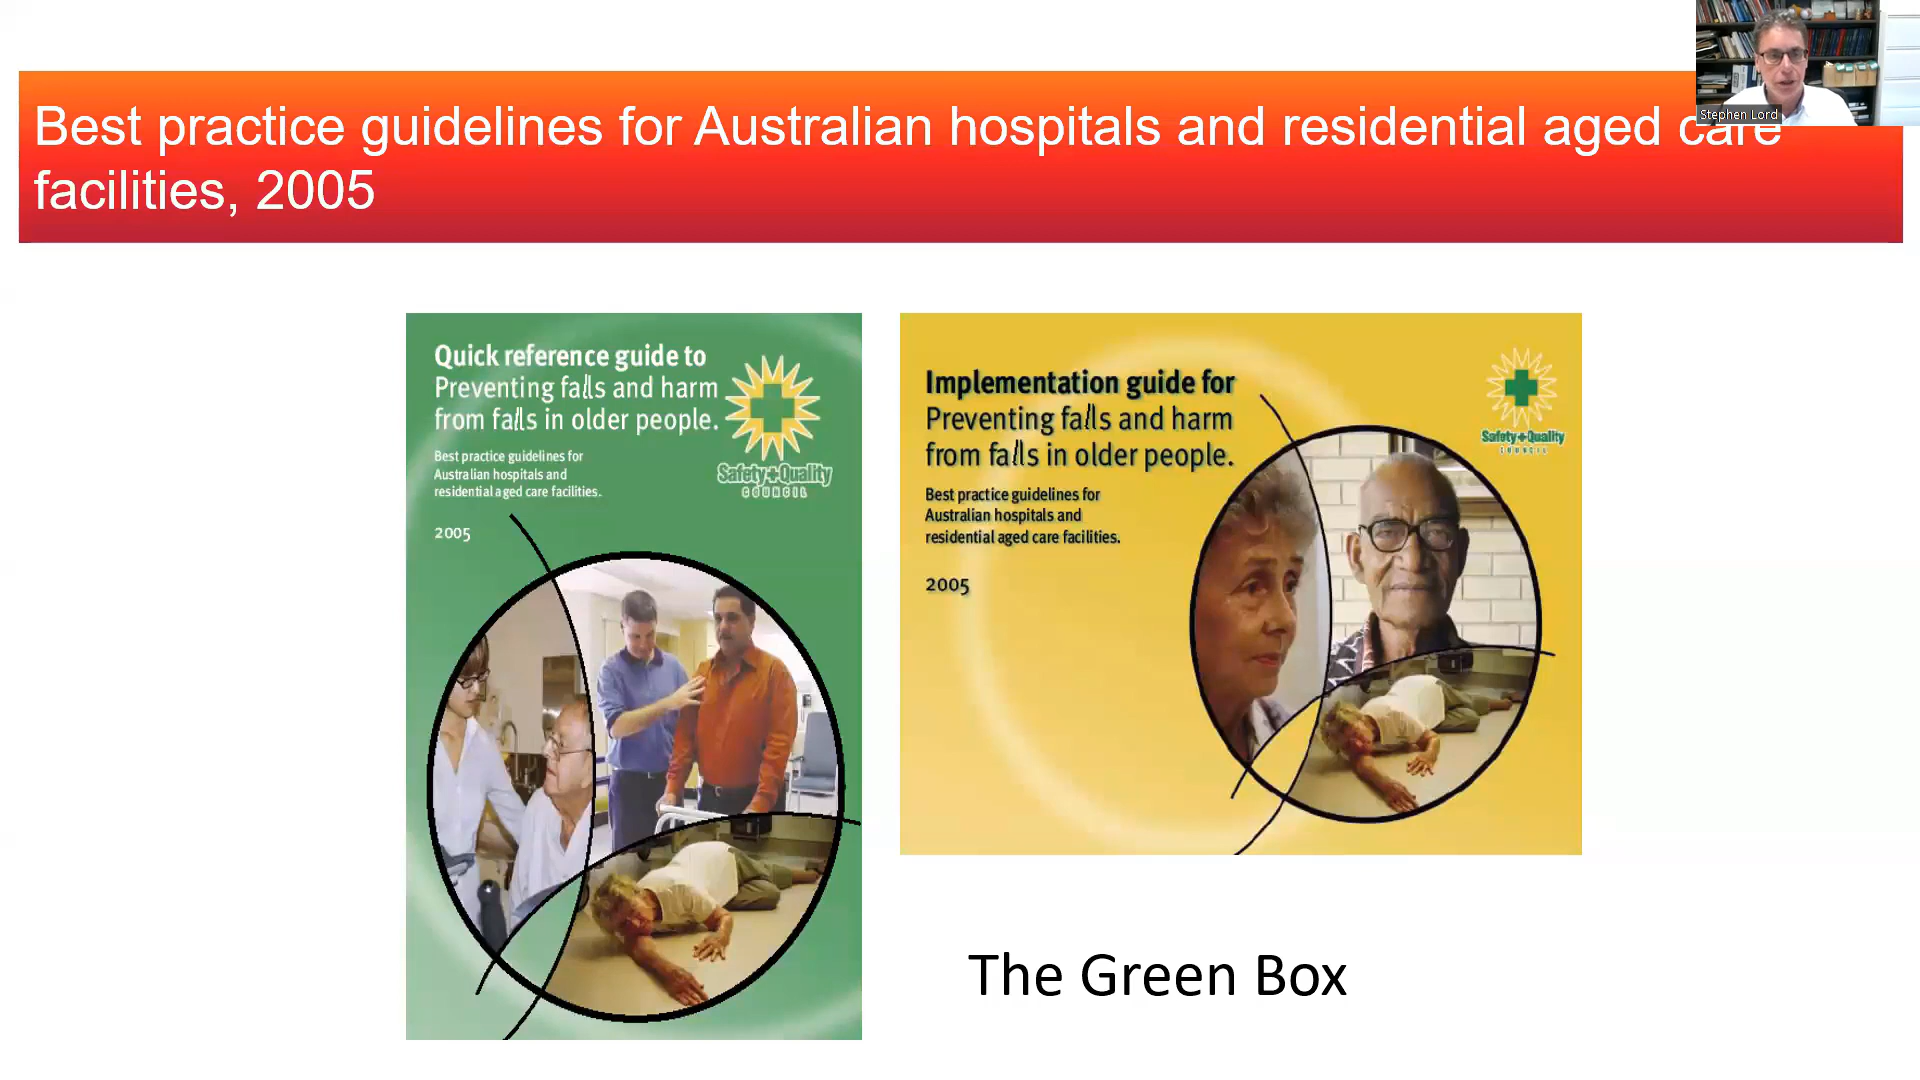 Stephen Lord
Best practice guidelines for Australian hospitals and residential aged care
facilities, 2005
Quick reference guide to
Preventing falls and harm
from falls in older people.
Best practice guidelines for
Australian hospitals and
residential aged care facilities.
2005
Safety+Quality
COUNCIL
Implementation guide for
Preventing falls and harm
from falls in older people.
Best practice guidelines for
Australian hospitals and
residential aged care facilities.
2005
Safety+Quality
COUNCIL
The Green Box